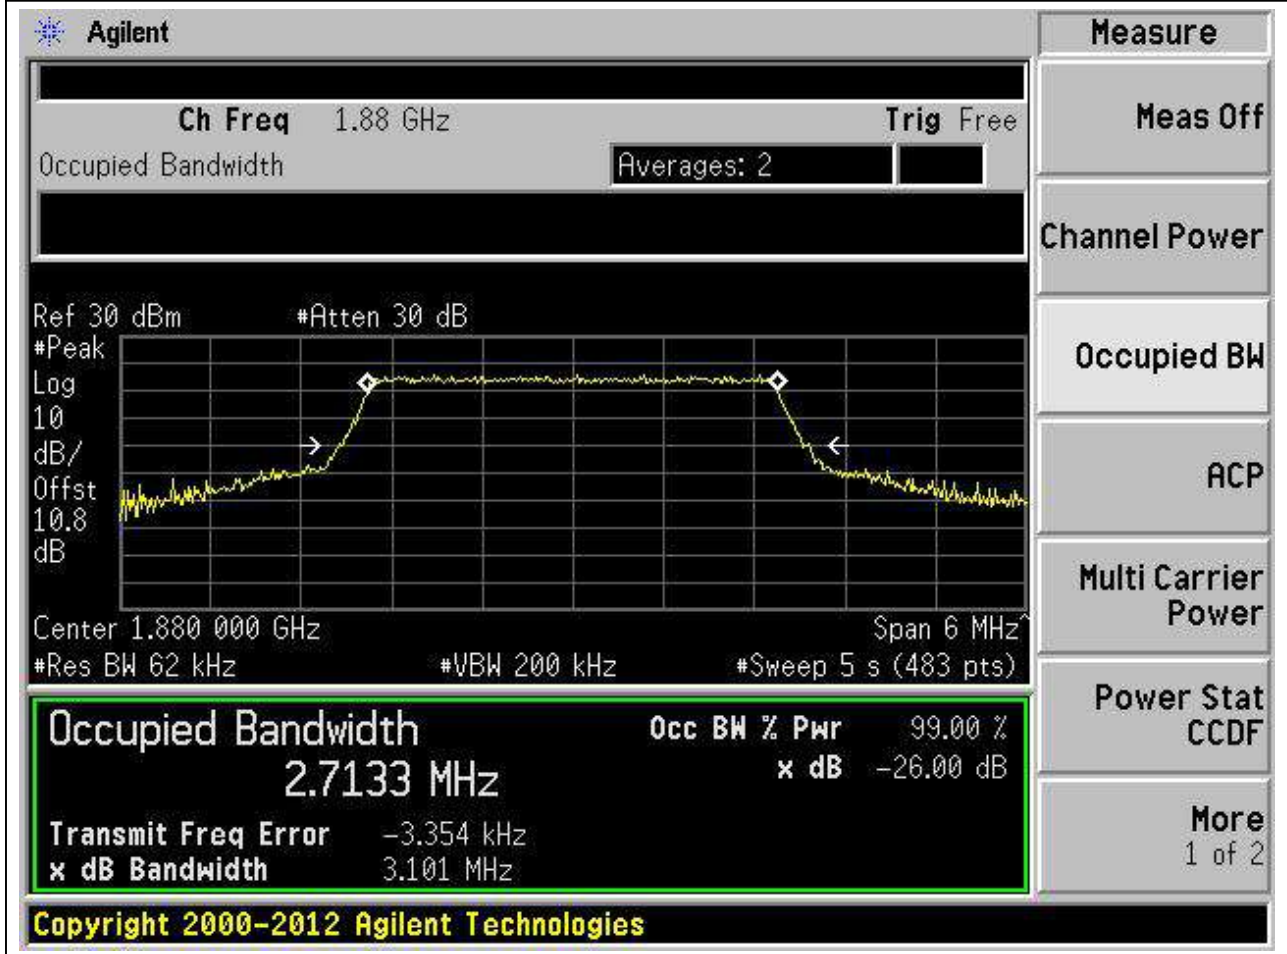 Agilent
Measure
Ch Freq 1.88 GHz Trig Free
Occupied Bandwidth Averages: 2
Ref 30 dBm #Atten 30 dB
#Peak
Log
10
dB/
Offst
10.8
dB
Center 1.880 000 GHz Span 6 MHz^
#Res BW 62 kHz #VBW 200 kHz #Sweep 5 s (483 pts)
Occupied Bandwidth Occ BW % Pwr 99.00 %
2.7133 MHz x dB -26.00 dB
Transmit Freq Error -3.354 kHz
x dB Bandwidth 3.101 MHz
Copyright 2000-2012 Agilent Technologies
Meas Off
Channel Power
Occupied BW
ACP
Multi Carrier
Power
Power Stat
CCDF
More
1 of 2